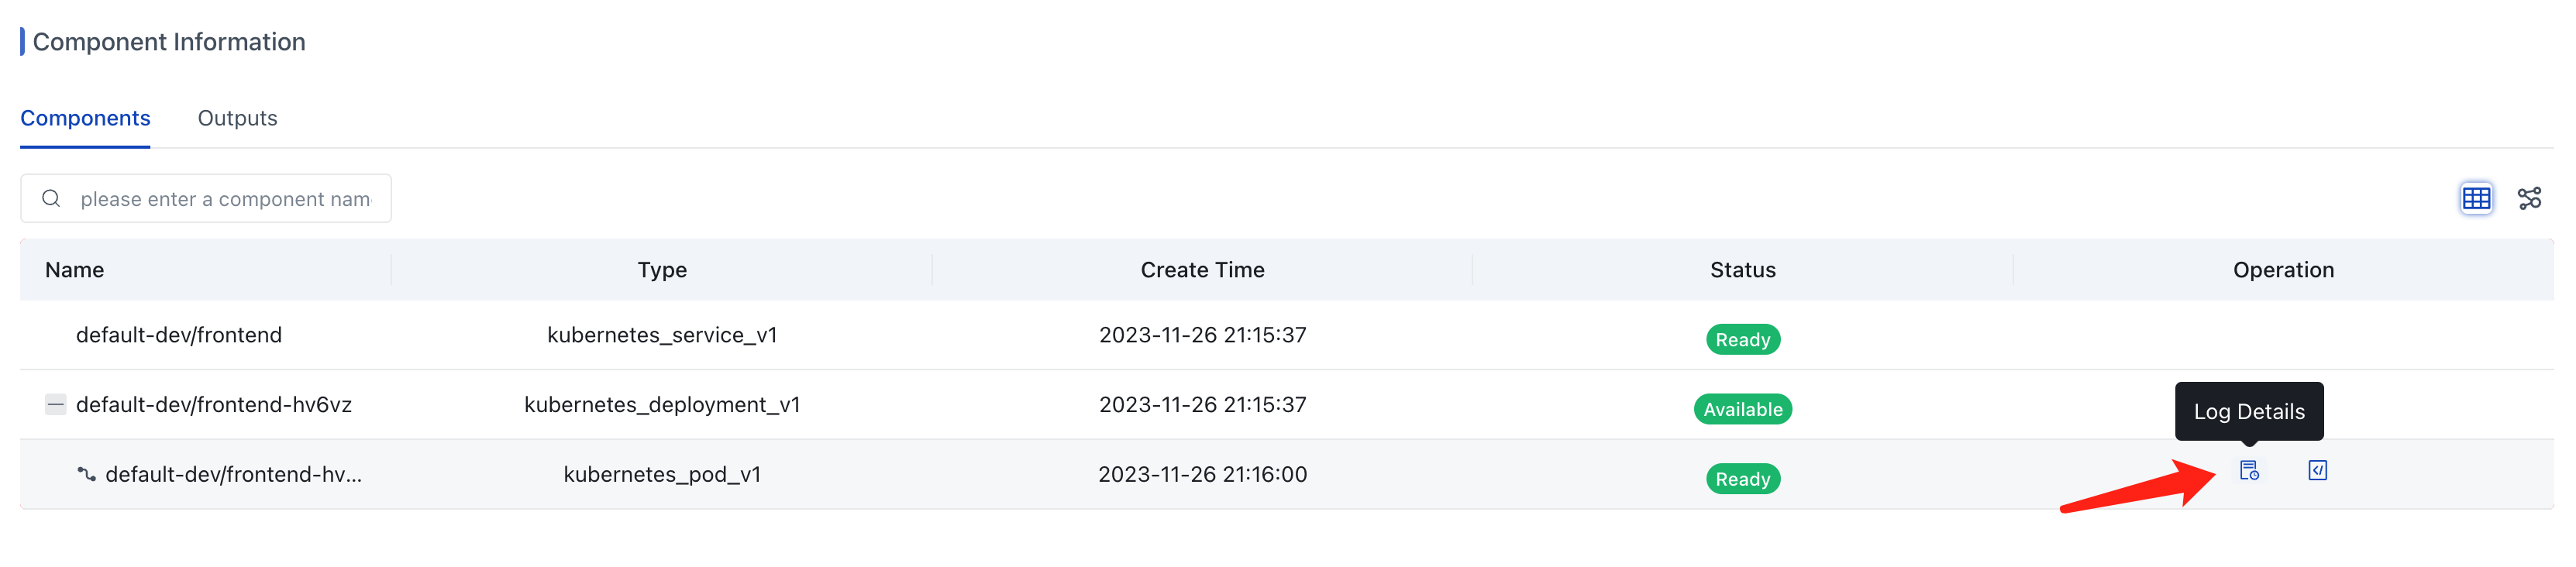 Component Information
Components Outputs
please enter a component nam
Name Type Create Time Status Operation
default-dev/frontend kubernetes_service_v1 2023-11-26 21:15:37 Ready
default-dev/frontend-hv6vz kubernetes_deployment_v1 2023-11-26 21:15:37 Available
Log Details
default-dev/frontend-hv... kubernetes_pod_v1 2023-11-26 21:16:00 Ready